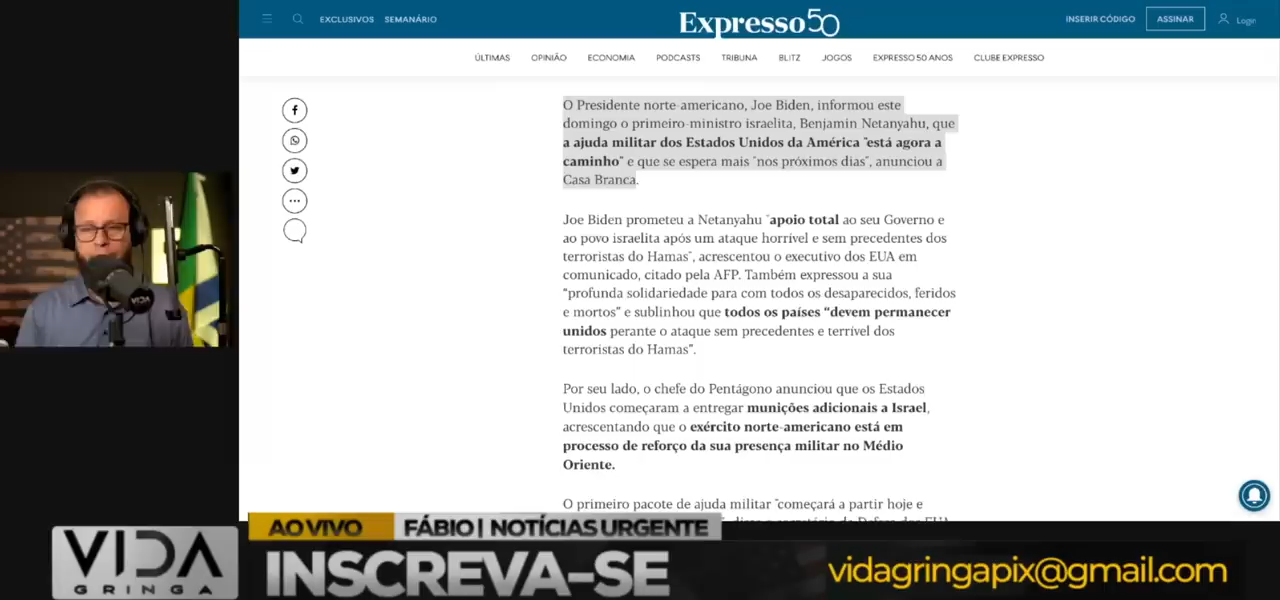 EXCLUSIVOS SEMANÁRIO
Expresso50
INSERIR CÓDIGO
ASSINAR
Login
ÚLTIMAS OPINIÃO ECONOMIA PODCASTS TRIBUNA BLITZ JOGOS EXPRESSO 50 ANOS CLUBE EXPRESSO
O Presidente norte-americano, Joe Biden, informou este
domingo o primeiro-ministro israelita, Benjamin Netanyahu, que
a ajuda militar dos Estados Unidos da América "está agora a
caminho" e que se espera mais "nos próximos dias", anunciou a
Casa Branca.
Joe Biden prometeu a Netanyahu "apoio total ao seu Governo e
ao povo israelita após um ataque horrível e sem precedentes dos
terroristas do Hamas", acrescentou o executivo dos EUA em
comunicado, citado pela AFP. Também expressou a sua
"profunda solidariedade para com todos os desaparecidos, feridos
e mortos" e sublinhou que todos os países "devem permanecer
unidos perante o ataque sem precedentes e terrível dos
terroristas do Hamas".
Por seu lado, o chefe do Pentágono anunciou que os Estados
Unidos começaram a entregar munições adicionais a Israel,
acrescentando que o exército norte-americano está em
processo de reforço da sua presença militar no Médio
Oriente.
O primeiro pacote de ajuda militar "começará a partir hoje e
VIDA
VIDA
GRINGA
AO VIVO
FÁBIO | NOTÍCIAS URGENTE
INSCREVA-SE
vidagringapix@gmail.com